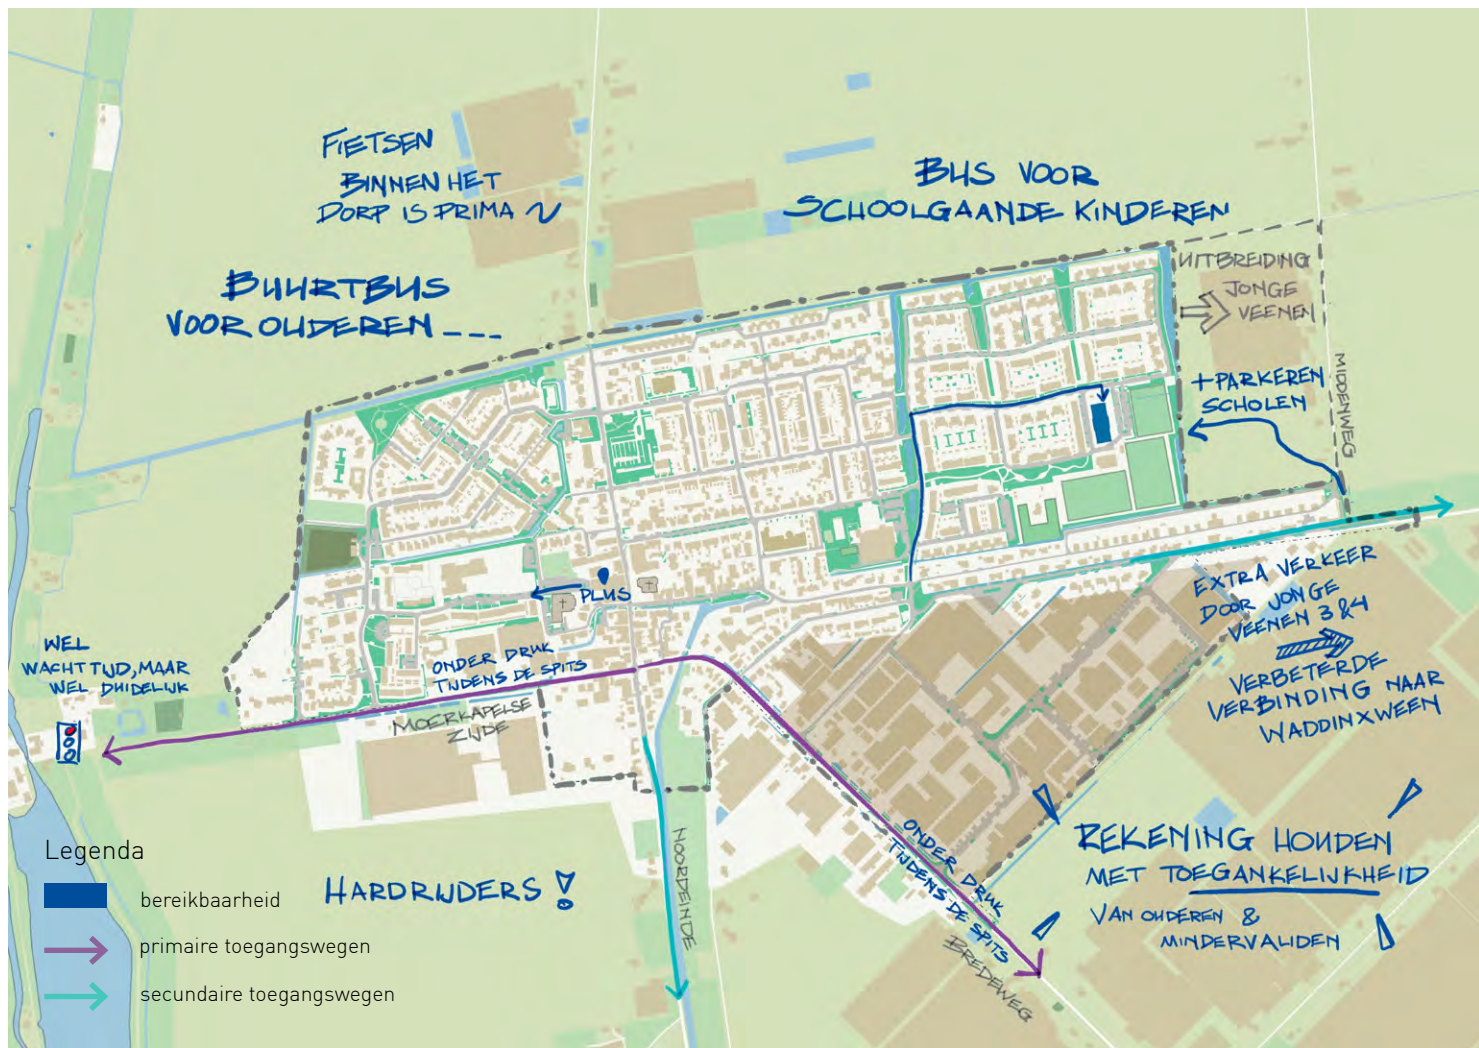 FIETSEN
BINNEN HET
DORP IS PRIMA
BUS VOOR
SCHOOLGAANDE KINDEREN
BUURTBUS
VOOR OUDEREN ---
UITBREIDING
JONGE
VEENEN
+ PARKEREN
SCHOLEN
MIDDENWEG
PLUS
EXTRA VERKEER
DOOR JONGE
VEENEN 3 & 4
VERBETERDE
VERBINDING NAAR
WADDINXWEEN
WEL
WACHTTIJD, MAAR
WEL DUIDELIJK
ONDER DRUK
TIJDENS DE SPITS
MOERKAPELSE
ZIJDE
NOORDEINDE
ONDER DRUK
TIJDENS DE SPITS
BREDEWEG
REKENING HOUDEN
MET TOEGANKELIJKHEID
VAN OUDEREN &
MINDERVALIDEN
HARDRIJDERS !
Legenda
bereikbaarheid
primaire toegangswegen
secundaire toegangswegen